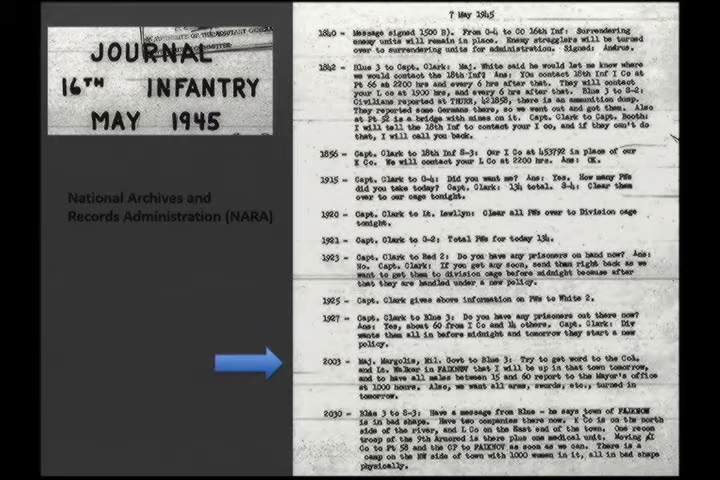 JOURNAL
16TH INFANTRY
MAY 1945
National Archives and
Records Administration (NARA)
7 May 1945
1840 - Message signed 1500 B). From G-4 to CO 16th Inf: Surrendering
enemy units will remain in place. Enemy stragglers will be turned
over to surrendering units for administration. Signed: Andrus.
1842 - Blue 3 to Capt. Clark: Maj. White said he would let me know where
we would contact the 18th Inf? Ans: You contact 18th Inf I Co at
Pt 66 at 2200 hrs and every 6 hrs after that. They will contact
your L co at 1900 hrs, and every 6 hrs after that. Blue 3 to S-2:
Civilians reported at THUR, there is an ammunition dump.
They reported some Germans there, so we went out and got them. Also
at Pt 52 is a bridge with mines on it. Capt. Clark to Capt. Booth:
I will tell the 18th Inf to contact your I co, and if they can't do
that, I will call you back.
1856 - Capt. Clark to 18th Inf S-3: Our I Co at 453792 in place of our
K Co. We will contact your L Co at 2200 hrs. Ans: OK.
1915 - Capt. Clark to G-4: Did you want me? Ans: Yes. How many PWs
did you take today? Capt. Clark: 134 total. G-4: Clear them
over to our cage tonight.
1920 - Capt. Clark to Lt. Lewllyn: Clear all PWs over to Division cage
tonight.
1921 - Capt. Clark to G-2: Total PWs for today 134.
1923 - Capt. Clark to Red 2: Do you have any prisoners on hand now? Ans:
No. Capt. Clark: If you get any soon, send them right back as we
want to get them to division cage before midnight because after
that they are handled under a new policy.
1925 - Capt. Clark gives above information on PWs to White 2.
1927 - Capt. Clark to Blue 3: Do you have any prisoners out there now?
Ans: Yes, about 60 from I Co and 14 others. Capt. Clark: Div
wants them all in before midnight and tomorrow they start a new
policy.
2003 - Maj. Margolis, Mil. Govt to Blue 3: Try to get word to the Col.
and Lt. Walker in FALKNOV that I will be up in that town tomorrow,
and to have all males between 15 and 60 report to the Mayor's office
at 1000 hours. Also, we want all arms, swords, etc., turned in
tomorrow.
2030 - Blue 3 to S-3: Have a message from Blue - he says town of FALKNOV
is in bad shape. Have two companies there now. K Co is on the north
side of the river, and L Co on the East end of the town. One recon
troop of the 9th Armored is there plus one medical unit. Moving
Co to Pt 58 and the CP to FALKNOV as soon as we can. There is a
camp on the NW side of town with 1000 women in it, all in bad shape
physically.